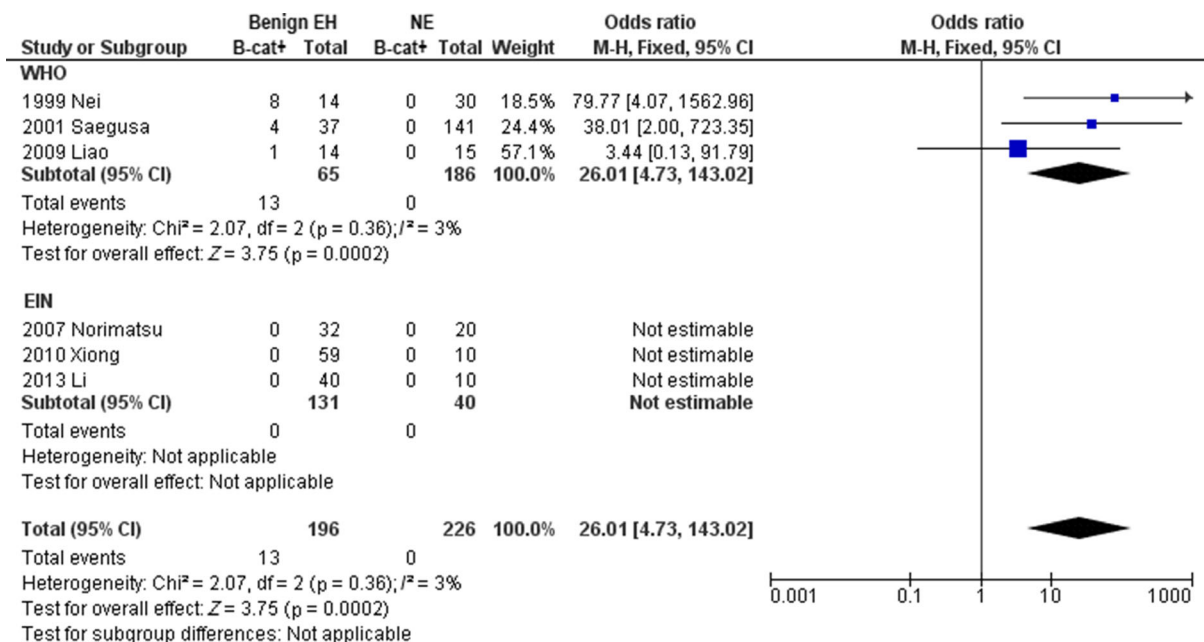 Benign EH NE Odds ratio Odds ratio
Study or Subgroup B-cat+ Total B-cat+ Total Weight M-H, Fixed, 95% CI M-H, Fixed, 95% CI
WHO
1999 Nei 8 14 0 30 18.5% 79.77 [4.07, 1562.96]
2001 Saegusa 4 37 0 141 24.4% 38.01 [2.00, 723.35]
2009 Liao 1 14 0 15 57.1% 3.44 [0.13, 91.79]
Subtotal (95% CI) 65 186 100.0% 26.01 [4.73, 143.02]
Total events 13 0
Heterogeneity: Chi² = 2.07, df = 2 (p = 0.36); I² = 3%
Test for overall effect: Z = 3.75 (p = 0.0002)
EIN
2007 Norimatsu 0 32 0 20 Not estimable
2010 Xiong 0 59 0 10 Not estimable
2013 Li 0 40 0 10 Not estimable
Subtotal (95% CI) 131 40 Not estimable
Total events 0 0
Heterogeneity: Not applicable
Test for overall effect: Not applicable
Total (95% CI) 196 226 100.0% 26.01 [4.73, 143.02]
Total events 13 0
Heterogeneity: Chi² = 2.07, df = 2 (p = 0.36); I² = 3%
Test for overall effect: Z = 3.75 (p = 0.0002)
Test for subgroup differences: Not applicable
0.001 0.1 1 10 1000